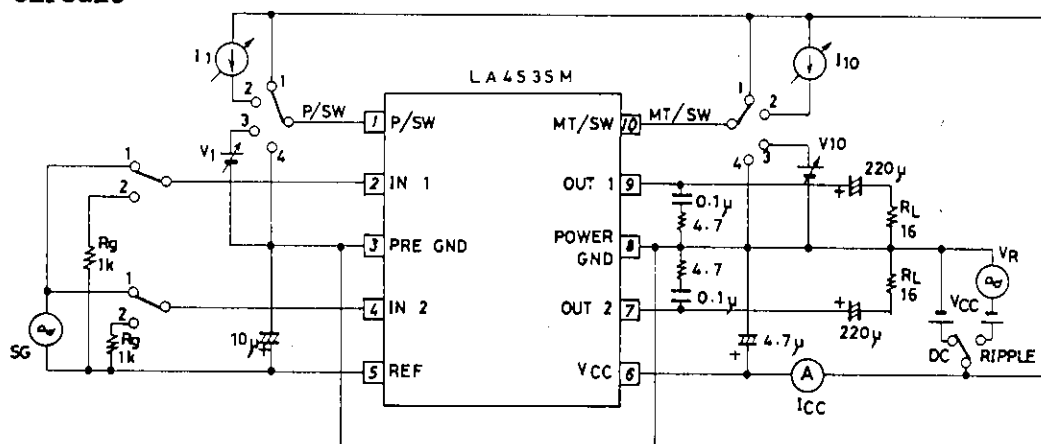 LA4535M
I1
1
2
3
4
P/SW
V1
1
P/SW
2
IN 1
3
PRE GND
4
IN 2
5
REF
MT/SW
10
OUT 1
9
POWER
GND
8
OUT 2
7
VCC
6
MT/SW
1
2
3
4
I10
V10
220μ
+
0.1μ
4.7
RL
16
4.7
0.1μ
RL
16
+
220μ
VR
VCC
DC
RIPPLE
4.7μ
+
A
ICC
1
2
Rg
1k
1
2
Rg
1k
SG
10μ
+